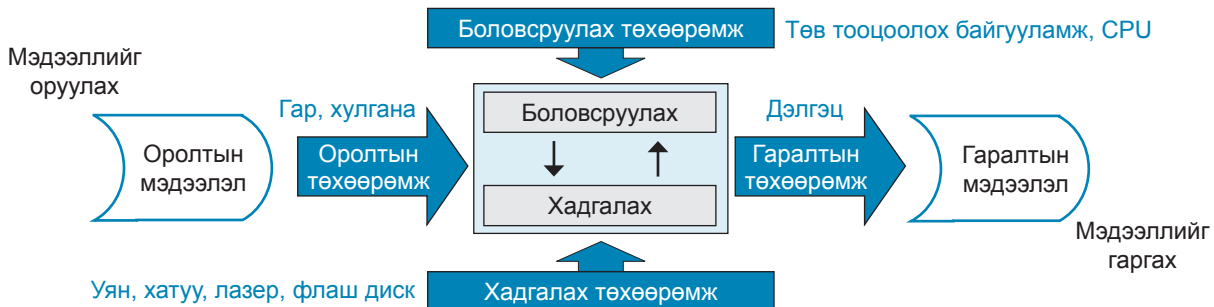 Боловсруулах төхөөрөмж
Төв тооцоолох байгууламж, CPU
Мэдээллийг
оруулах
Оролтын
мэдээлэл
Гар, хулгана
Оролтын
төхөөрөмж
Боловсруулах
Хадгалах
Дэлгэц
Гаралтын
төхөөрөмж
Гаралтын
мэдээлэл
Мэдээллийг
гаргах
Уян, хатуу, лазер, флаш диск
Хадгалах төхөөрөмж